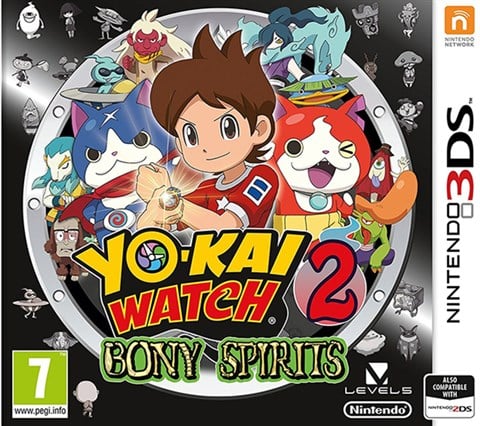 NINTENDO
NETWORK
YO-KAI
WATCH® 2
BONY SPIRITS
7
www.pegi.info
LEVEL5
Nintendo
NINTENDO 3DS™
ALSO
COMPATIBLE
WITH
NINTENDO 2DS